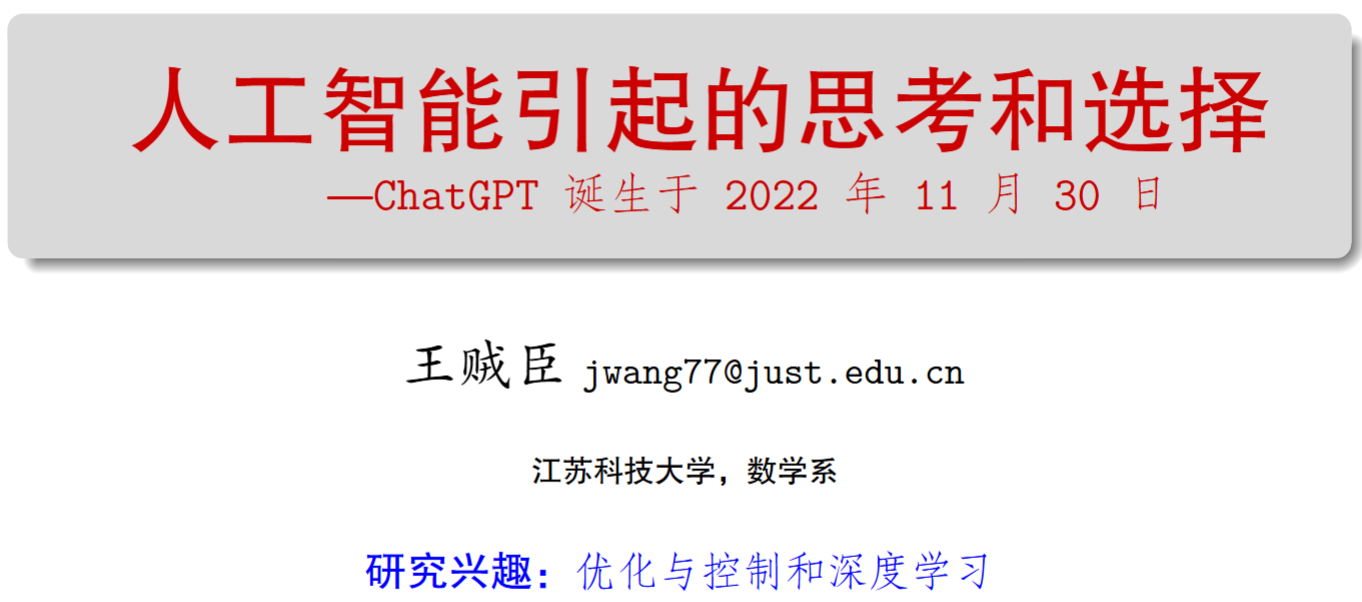 人工智能引起的思考和选择
—ChatGPT 诞生于 2022 年 11 月 30 日
王贼臣 jwang77@just.edu.cn
江苏科技大学，数学系
研究兴趣：优化与控制和深度学习